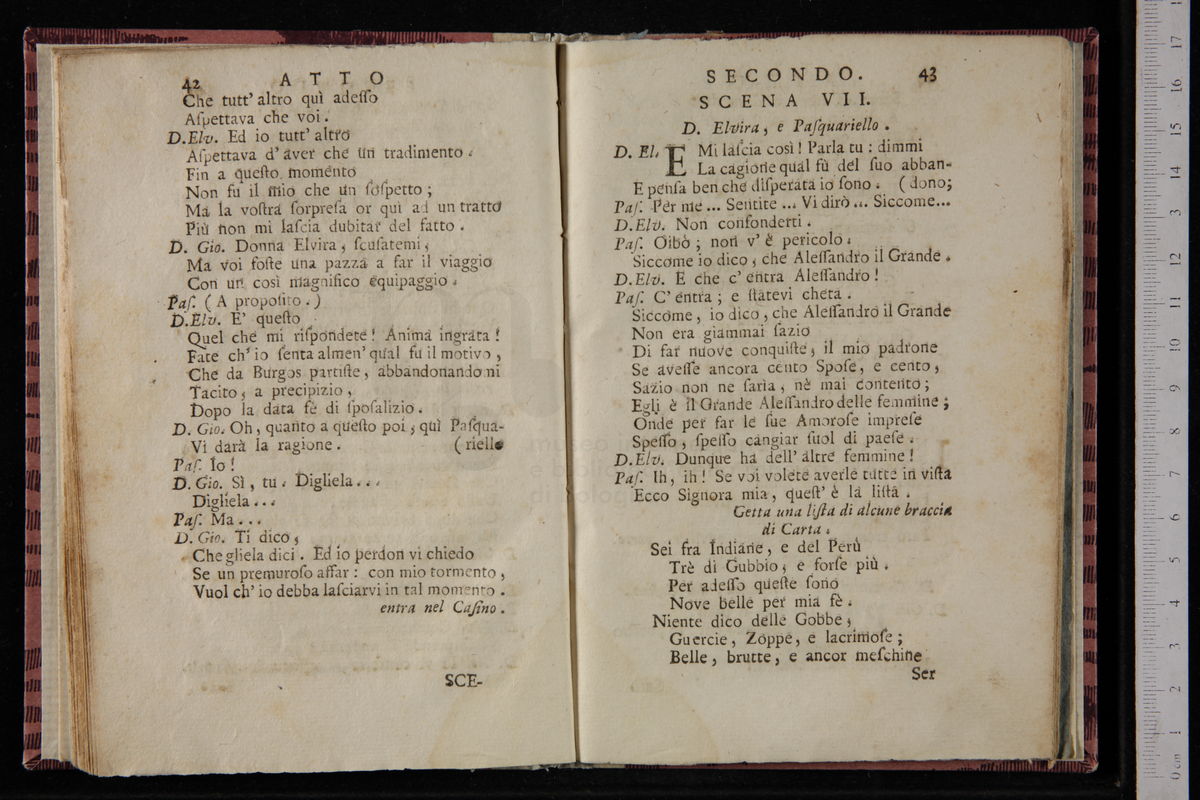 42 ATTO
Che tutt' altro quì adeſſo
Aſpettava che voi.
D.Elv. Ed io tutt' altro
Aſpettava d' aver che un tradimento.
Fin a queſto momento
Non fu il mio che un ſoſpetto;
Ma la voſtra ſorpreſa or qui ad un tratto
Più non mi laſcia dubitar del fatto.
D. Gio. Donna Elvira, ſcuſatemi,
Ma voi foſte una pazza a far il viaggio
Con un così magnifico equipaggio.
Paſ. (A propoſito.)
D.Elv. E' queſto
Quel che mi riſpondete! Anima ingrata!
Fate ch' io ſenta almen' qual fu il motivo,
Che da Burgos partiſte, abbandonandomi
Tacito, a precipizio,
Dopo la data fè di ſpoſalizio.
D. Gio. Oh, quanto a queſto poi, quì Paſqua-
Vi darà la ragione. (riello
Paſ. Io!
D. Gio. Sì, tu. Digliela...
Digliela...
Paſ. Ma...
D. Gio. Ti dico,
Che gliela dici. Ed io perdon vi chiedo
Se un premuroſo affar: con mio tormento,
Vuol ch' io debba laſciarvi in tal momento.
entra nel Caſino.
SCE-
SECONDO. 43
SCENA VII.
D. Elvira, e Paſquariello.
D. El. E Mi laſcia così! Parla tu: dimmi
La cagione qual fù del ſuo abban-
E penſa ben che diſperata io ſono. (dono;
Paſ. Per me... Sentite... Vi dirò... Siccome...
D.Elv. Non confonderti.
Paſ. Oibò; non v' è pericolo.
Siccome io dico, che Aleſſandro il Grande.
D.Elv. E che c' entra Aleſſandro!
Paſ. C' entra; e ſtatevi cheta.
Siccome, io dico, che Aleſſandro il Grande
Non era giammai ſazio
Di far nuove conquiſte, il mio padrone
Se aveſſe ancora cento Spoſe, e cento,
Sazio non ne ſaria, nè mai contento;
Egli è il Grande Aleſſandro delle femmine;
Onde per far le ſue Amoroſe impreſe
Speſſo, ſpeſſo cangiar ſuol di paeſe.
D.Elv. Dunque ha dell' altre femmine!
Paſ. Ih, ih! Se voi volete averle tutte in viſta
Ecco Signora mia, queſt' è la liſta.
Getta una liſta di alcune braccia
di Carta.
Sei fra Indiane, e del Perù
Trè di Gubbio, e forſe più.
Per adeſſo queſte ſono
Nove belle per mia fè.
Niente dico delle Gobbe,
Guercie, Zoppe, e lacrimoſe;
Belle, brutte, e ancor meſchine
Ser